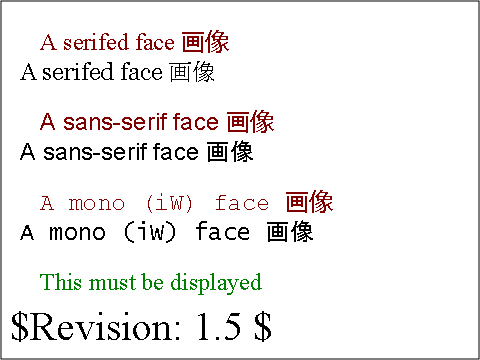 A serifed face 画像
A serifed face 画像
A sans-serif face 画像
A sans-serif face 画像
A mono (iW) face 画像
A mono (iW) face 画像
This must be displayed
$Revision: 1.5 $